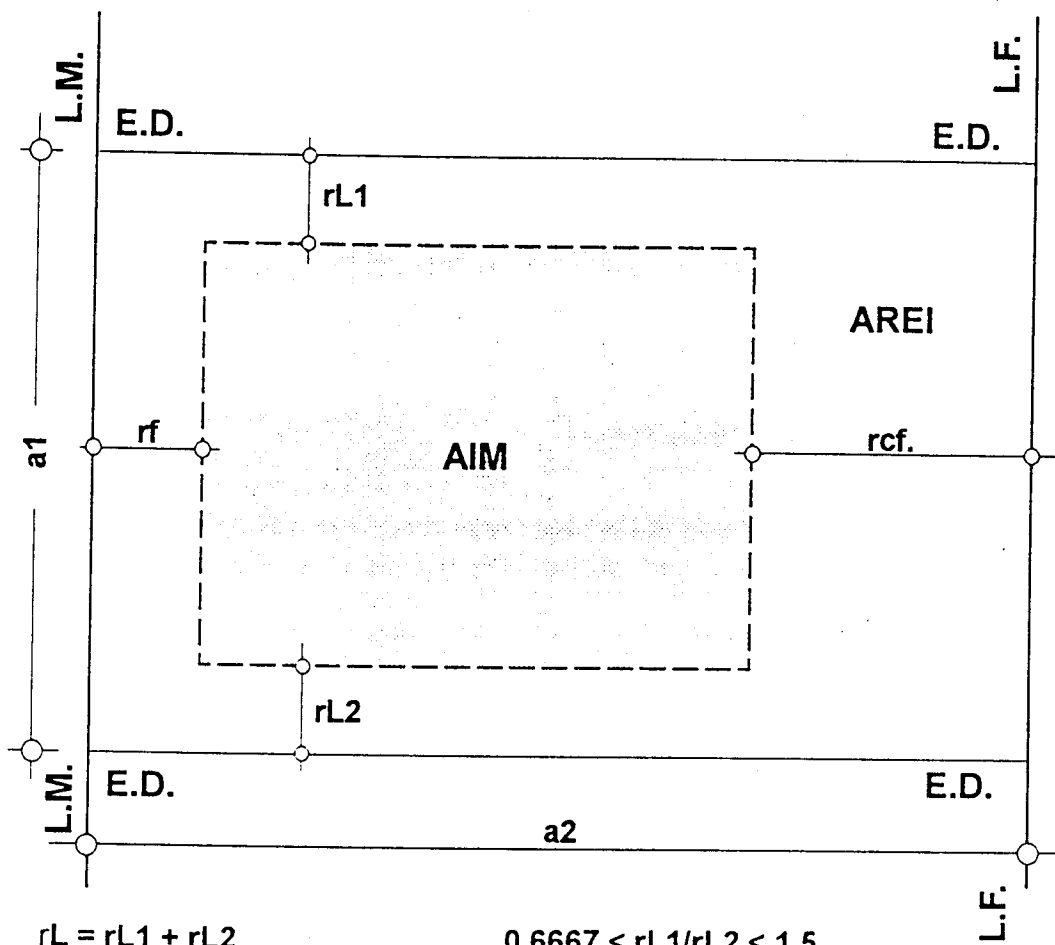 L.M.
L.F.
E.D.
E.D.
rL1
AREI
a1
rf
AIM
rcf.
rL2
L.M.
E.D.
E.D.
a2
L.F.
rL = rL1 + rL2
0.6667 < rL1/rL2 < 1.5